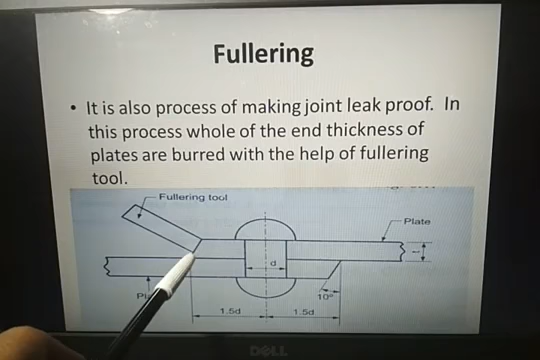 Fullering
• It is also process of making joint leak proof. In
this process whole of the end thickness of
plates are burred with the help of fullering
tool.
Fullering tool
Plate
d
t
10°
1.5d
1.5d
DELL